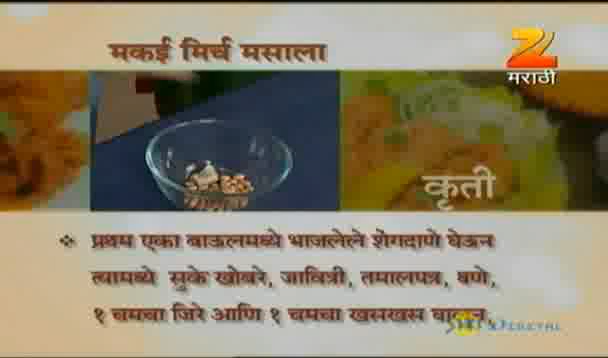 मकई मिर्च मसाला
मराठी
कृती
प्रथम एका बाऊलमध्ये भाजलेले शेंगदाणे घेऊन
त्यामध्ये सुके खोबरे, जावित्री, तमालपत्र, चणे,
१ चमचा जिरे आणि १ चमचा खसखस